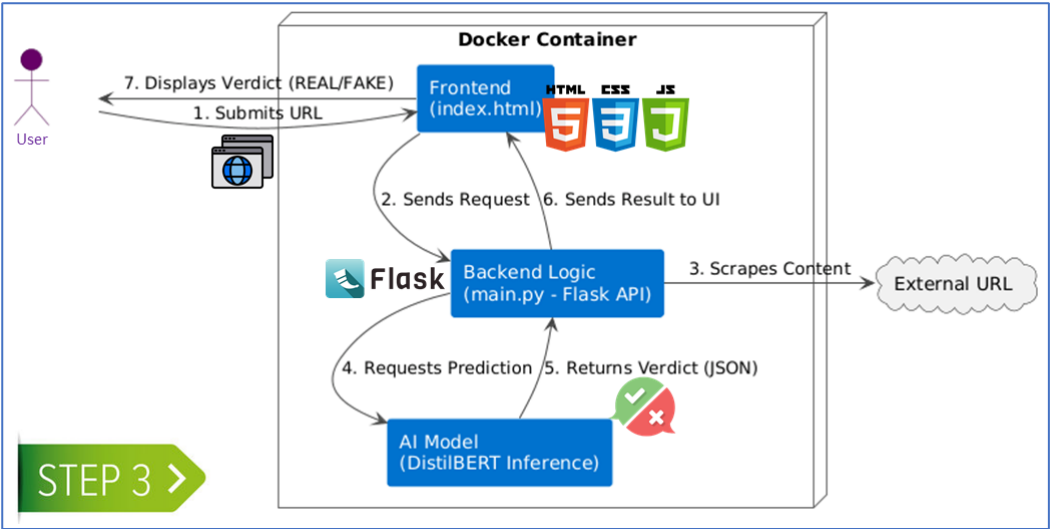 Docker Container
7. Displays Verdict (REAL/FAKE)
1. Submits URL
User
Frontend
(index.html)
HTML
5
CSS
3
JS
2. Sends Request
6. Sends Result to UI
Flask
Backend Logic
(main.py - Flask API)
3. Scrapes Content
External URL
4. Requests Prediction
5. Returns Verdict (JSON)
AI Model
(DistilBERT Inference)
STEP 3